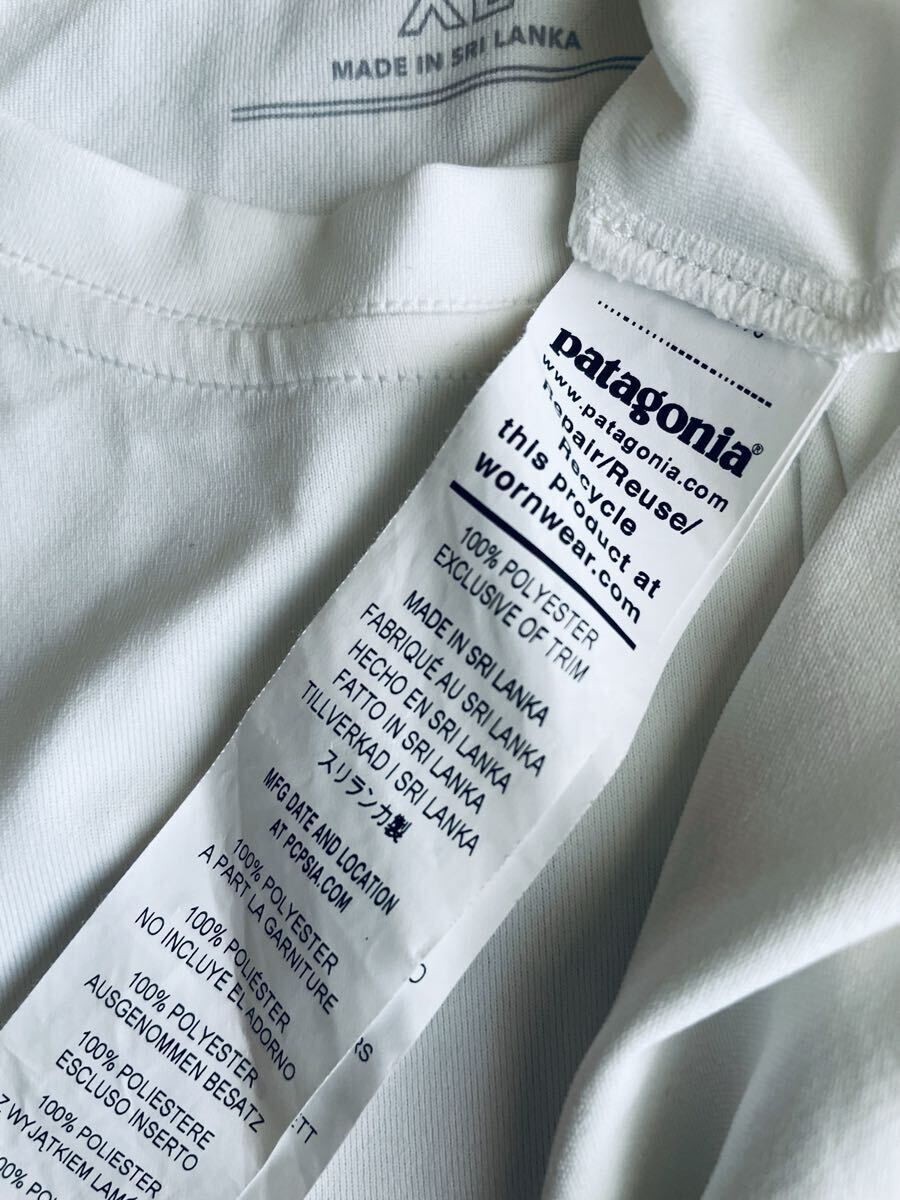 XL
MADE IN SRI LANKA
patagonia®
www.patagonia.com
Repair/Reuse/
Recycle
this product at
wornwear.com
100% POLYESTER
EXCLUSIVE OF TRIM
MADE IN SRI LANKA
FABRIQUÉ AU SRI LANKA
HECHO EN SRI LANKA
FATTO IN SRI LANKA
TILLVERKAD I SRI LANKA
スリランカ製
MFG DATE AND LOCATION
AT PCPSIA.COM
100% POLYESTER
A PART LA GARNITURE
100% POLIÉSTER
NO INCLUYE EL ADORNO
100% POLYESTER
AUSGENOMMEN BESATZ
100% POLIESTERE
ESCLUSO INSERTO
100% POLYESTER
Z WYJĄTKIEM